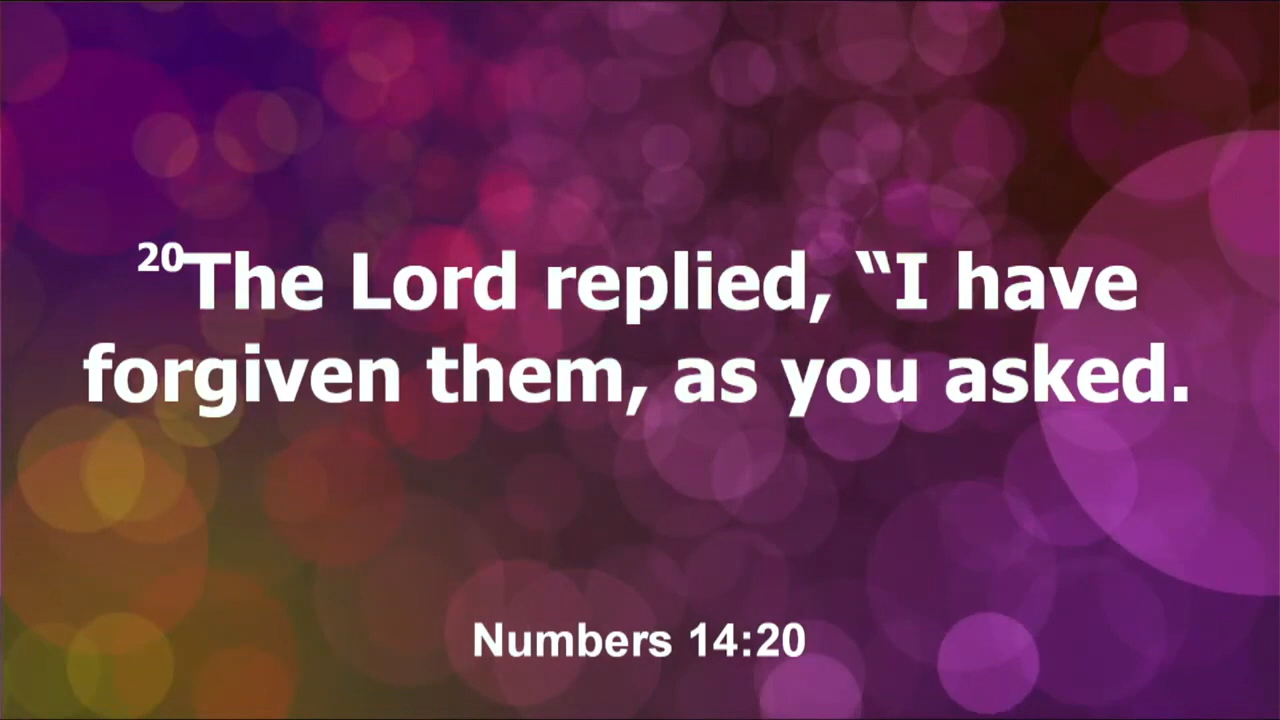 20The Lord replied, “I have
forgiven them, as you asked.
Numbers 14:20